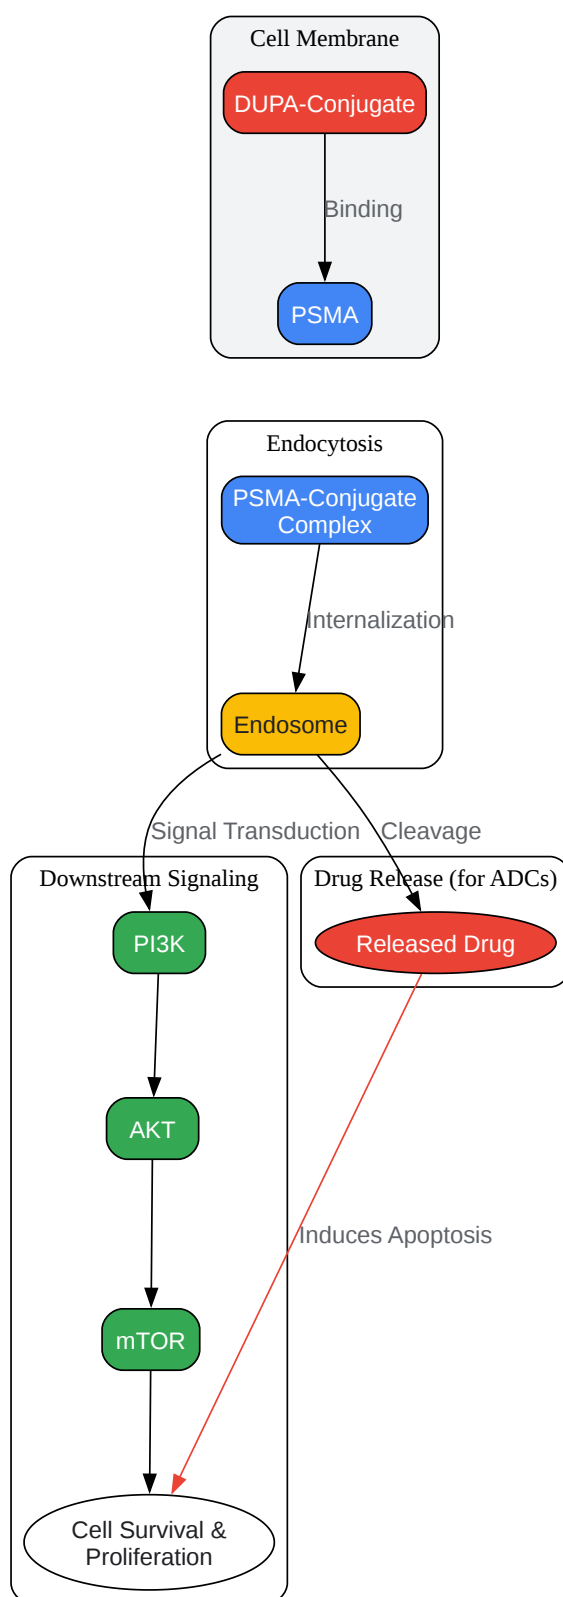 Cell Membrane
DUPA-Conjugate
Binding
PSMA
Endocytosis
PSMA-Conjugate
Complex
Internalization
Endosome
Signal Transduction
Cleavage
Downstream Signaling
Drug Release (for ADCs)
PI3K
Released Drug
AKT
Induces Apoptosis
mTOR
Cell Survival &
Proliferation